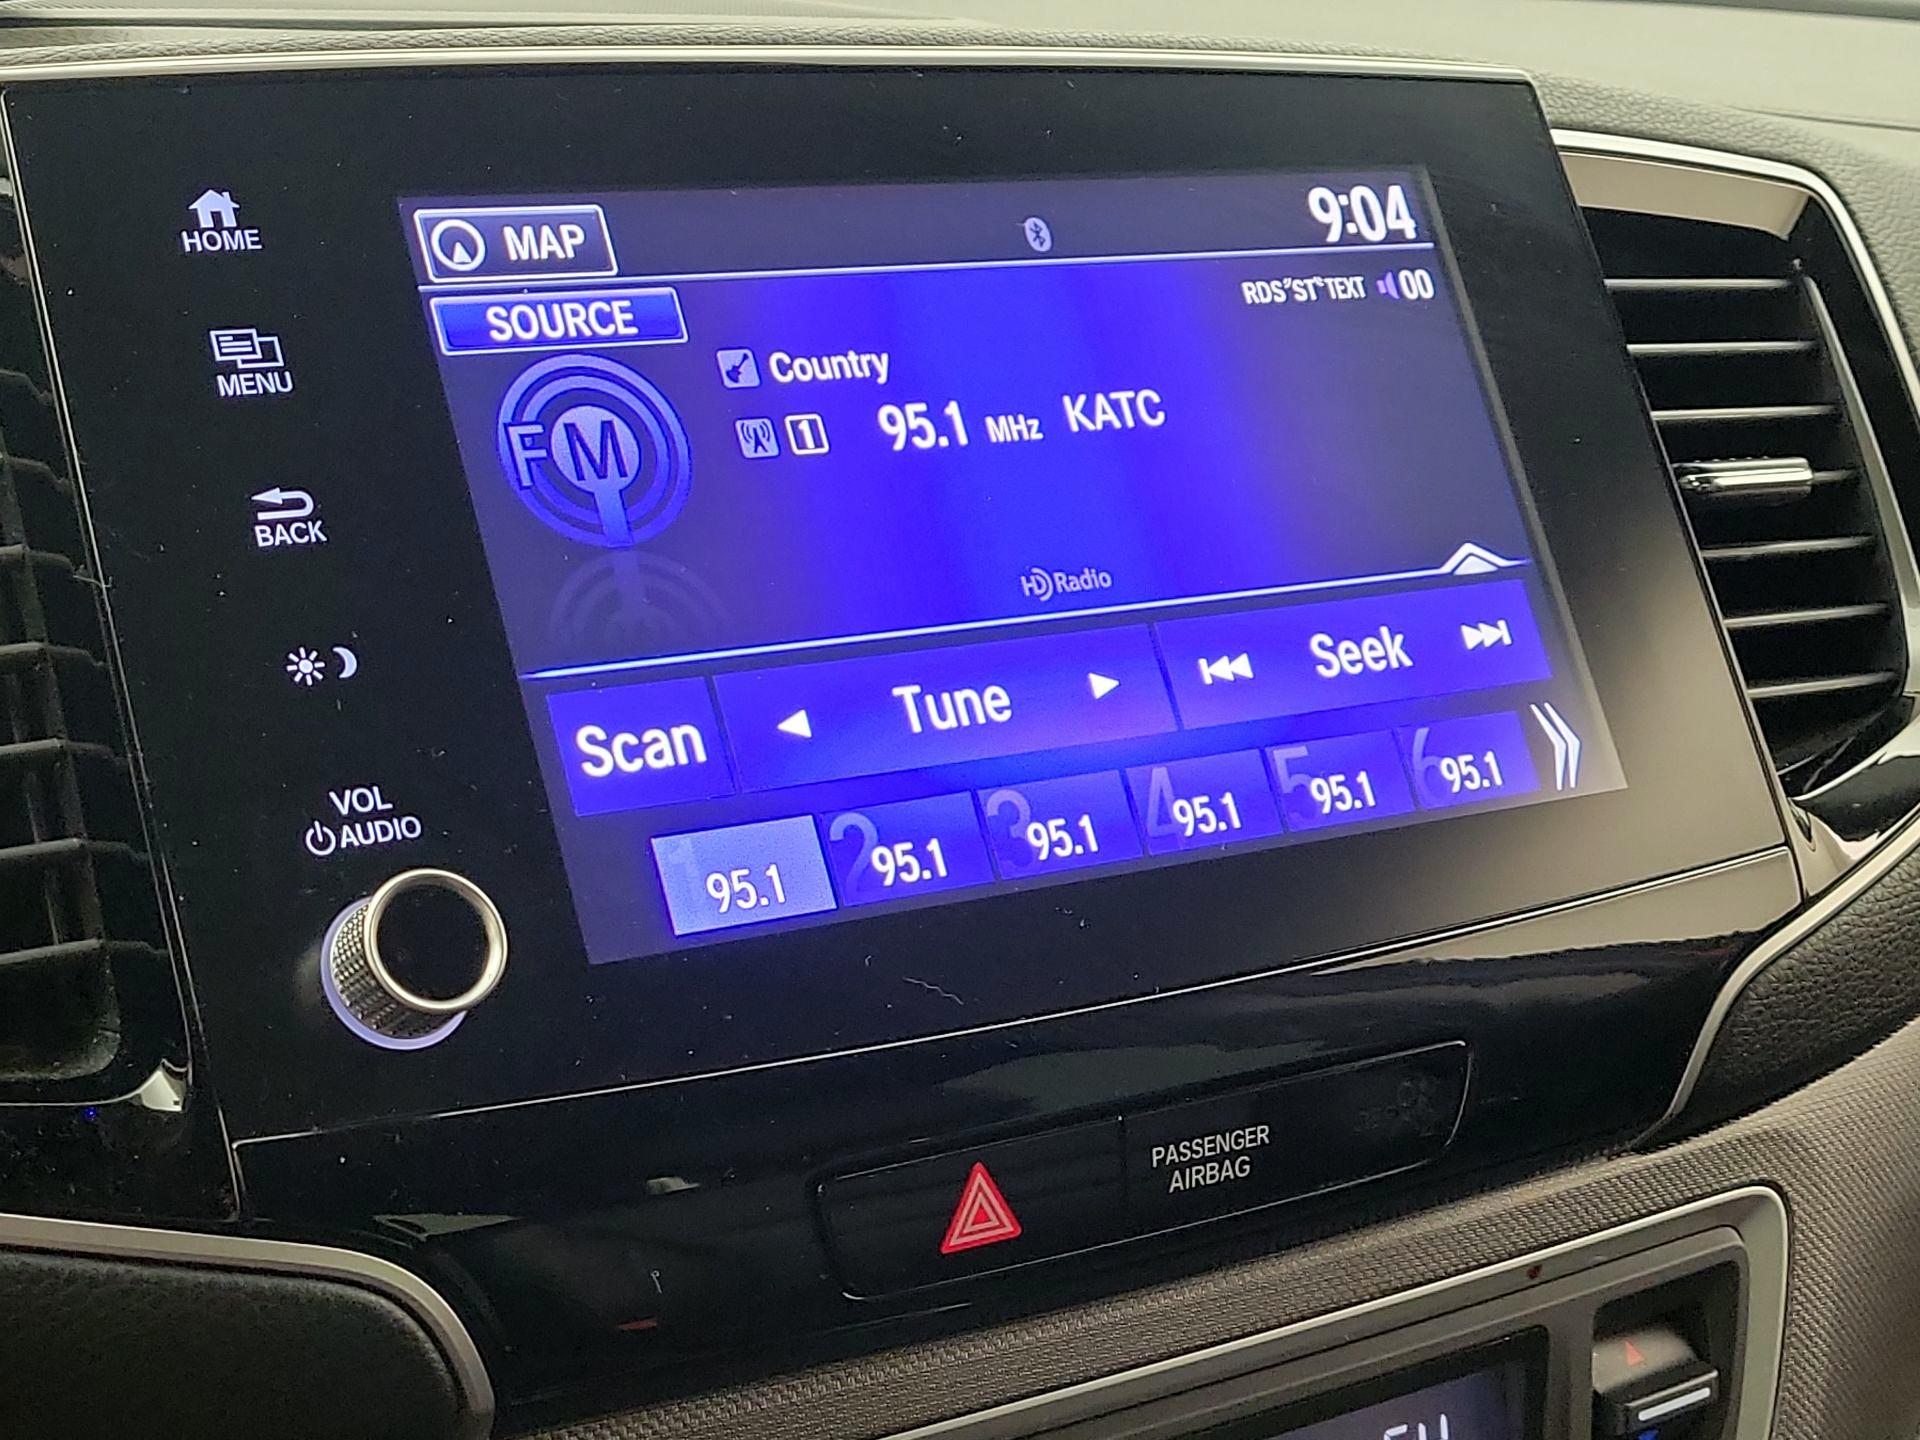 HOME
MENU
BACK
VOL
AUDIO
MAP
9:04
SOURCE
RDS ST TEXT 00
FM
Country
1 95.1 MHz KATC
HD Radio
Scan Tune Seek
1 95.1
2 95.1
3 95.1
4 95.1
5 95.1
6 95.1
PASSENGER
AIRBAG